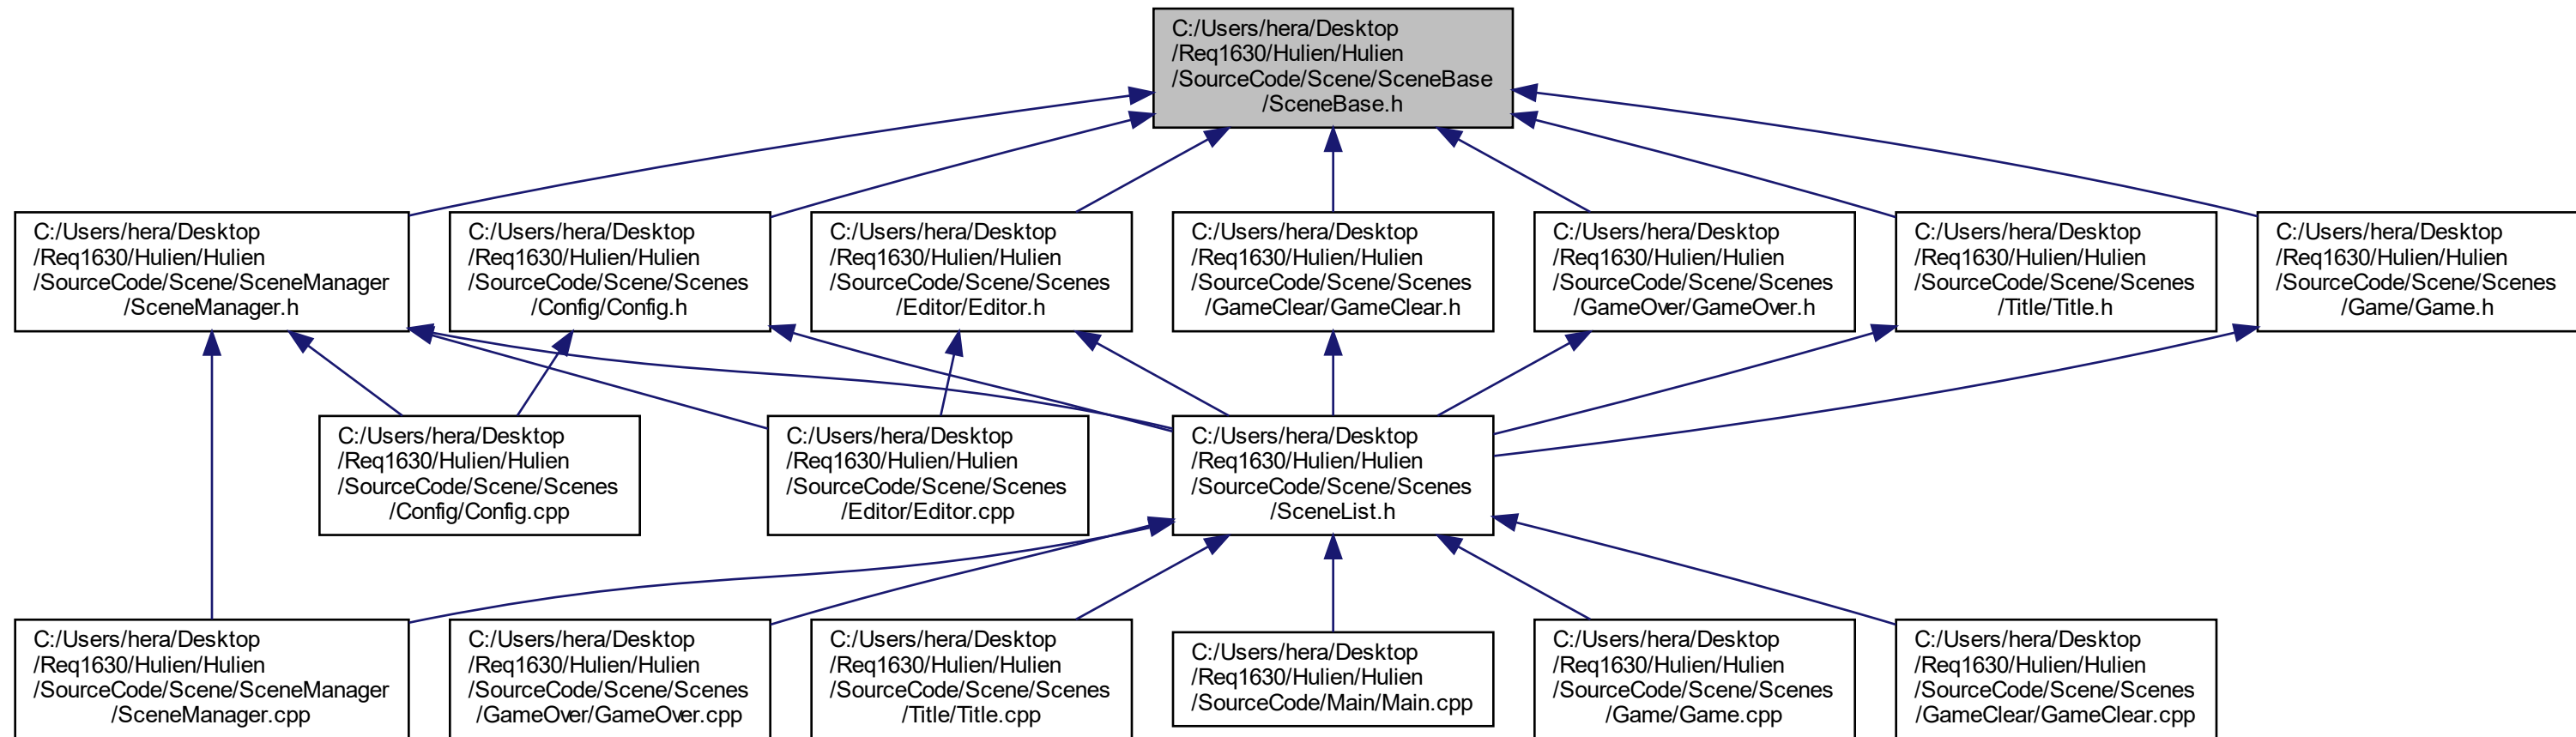 C:/Users/hera/Desktop
/Req1630/Hulien/Hulien
/SourceCode/Scene/SceneBase
/SceneBase.h
C:/Users/hera/Desktop
/Req1630/Hulien/Hulien
/SourceCode/Scene/SceneManager
/SceneManager.h
C:/Users/hera/Desktop
/Req1630/Hulien/Hulien
/SourceCode/Scene/Scenes
/Config/Config.h
C:/Users/hera/Desktop
/Req1630/Hulien/Hulien
/SourceCode/Scene/Scenes
/Editor/Editor.h
C:/Users/hera/Desktop
/Req1630/Hulien/Hulien
/SourceCode/Scene/Scenes
/GameClear/GameClear.h
C:/Users/hera/Desktop
/Req1630/Hulien/Hulien
/SourceCode/Scene/Scenes
/GameOver/GameOver.h
C:/Users/hera/Desktop
/Req1630/Hulien/Hulien
/SourceCode/Scene/Scenes
/Title/Title.h
C:/Users/hera/Desktop
/Req1630/Hulien/Hulien
/SourceCode/Scene/Scenes
/Game/Game.h
C:/Users/hera/Desktop
/Req1630/Hulien/Hulien
/SourceCode/Scene/Scenes
/Config/Config.cpp
C:/Users/hera/Desktop
/Req1630/Hulien/Hulien
/SourceCode/Scene/Scenes
/Editor/Editor.cpp
C:/Users/hera/Desktop
/Req1630/Hulien/Hulien
/SourceCode/Scene/Scenes
/SceneList.h
C:/Users/hera/Desktop
/Req1630/Hulien/Hulien
/SourceCode/Scene/SceneManager
/SceneManager.cpp
C:/Users/hera/Desktop
/Req1630/Hulien/Hulien
/SourceCode/Scene/Scenes
/GameOver/GameOver.cpp
C:/Users/hera/Desktop
/Req1630/Hulien/Hulien
/SourceCode/Scene/Scenes
/Title/Title.cpp
C:/Users/hera/Desktop
/Req1630/Hulien/Hulien
/SourceCode/Main/Main.cpp
C:/Users/hera/Desktop
/Req1630/Hulien/Hulien
/SourceCode/Scene/Scenes
/Game/Game.cpp
C:/Users/hera/Desktop
/Req1630/Hulien/Hulien
/SourceCode/Scene/Scenes
/GameClear/GameClear.cpp